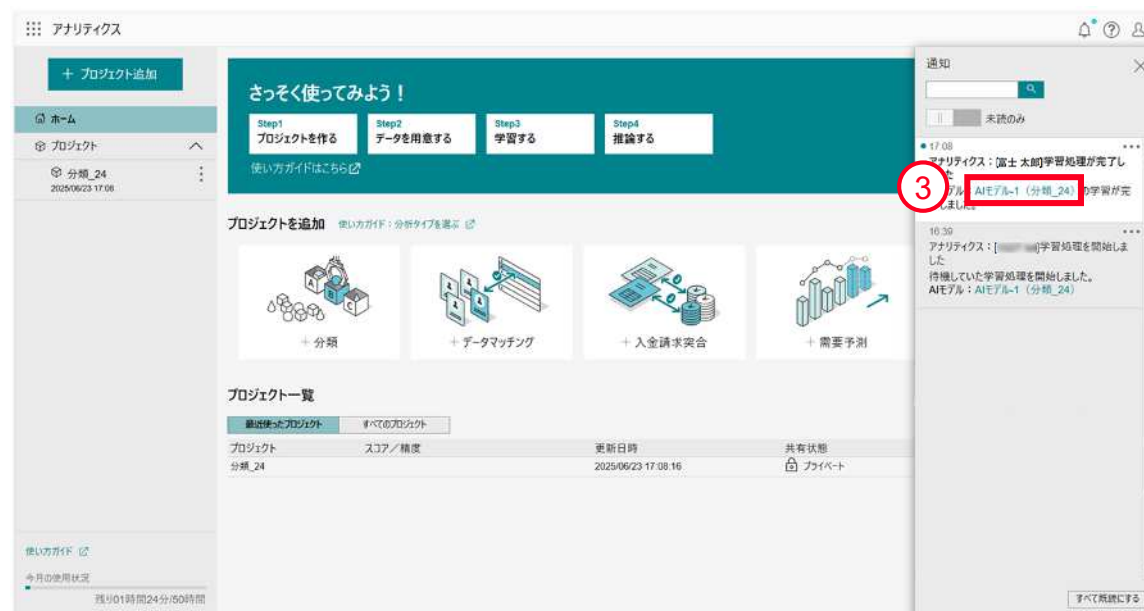 アナリティクス
+ プロジェクト追加
ホーム
プロジェクト
分類_24
2025/06/23 17:08
使い方ガイド
今月の使用状況
残り01時間24分/50時間
さっそく使ってみよう！
Step1
プロジェクトを作る
Step2
データを用意する
Step3
学習する
Step4
推論する
使い方ガイドはこちら
プロジェクトを追加 使い方ガイド：分析タイプを選ぶ
A B C
+ 分類
+ データマッチング
+ 入金請求突合
+ 需要予測
プロジェクト一覧
最近使ったプロジェクト すべてのプロジェクト
プロジェクト スコア／精度 更新日時 共有状態
分類_24 2025/06/23 17:08:16 プライベート
通知
未読のみ
17:08
アナリティクス：[富士 太郎]学習処理が完了し
た
3
デル：AIモデル-1（分類_24）の学習が完
しました。
16:39
アナリティクス：[ ]学習処理を開始しま
した
待機していた学習処理を開始しました。
AIモデル：AIモデル-1（分類_24）
すべて既読にする